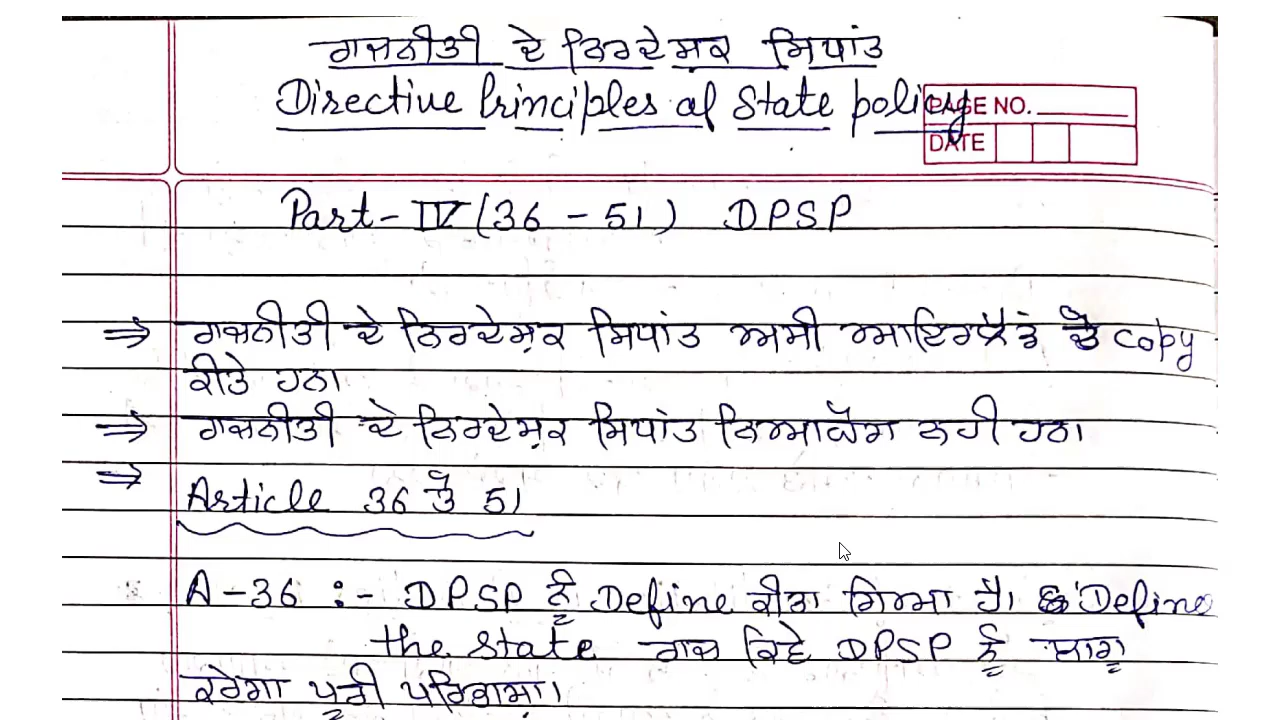 ਰਾਜਨੀਤੀ ਦੇ ਨਿਰਦੇਸ਼ਕ ਸਿਧਾਂਤ
Directive Principles of State policy
PAGE NO.
DATE
Part-IV (36 - 51) DPSP
⇒ ਰਾਜਨੀਤੀ ਦੇ ਨਿਰਦੇਸ਼ਕ ਸਿਧਾਂਤ ਅਸੀ ਆਇਰਲੈਂਡ ਤੋਂ copy
ਕੀਤੇ ਹਨ।
⇒ ਰਾਜਨੀਤੀ ਦੇ ਨਿਰਦੇਸ਼ਕ ਸਿਧਾਂਤ ਨਿਆਯੋਗ ਨਹੀ ਹਨ।
⇒ Article 36 ਤੋਂ 51
A-36 :- DPSP ਨੂੰ Define ਕੀਤਾ ਗਿਆ ਹੈ। Define
the State ਰਾਜ ਕਿਵੇ DPSP ਨੂੰ ਲਾਗੂ
ਕਰੇਗਾ ਪੂਰੀ ਪਰਿਭਾਸ਼ਾ।